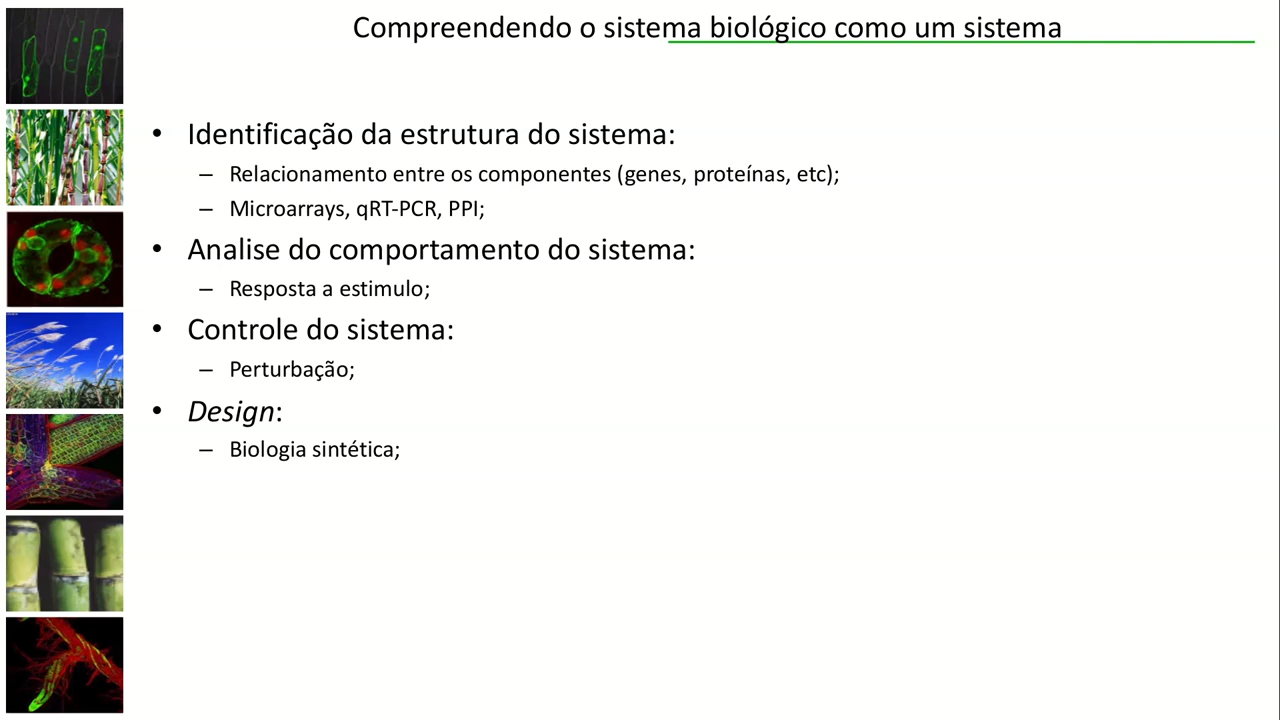 Compreendendo o sistema biológico como um sistema
• Identificação da estrutura do sistema:
– Relacionamento entre os componentes (genes, proteínas, etc);
– Microarrays, qRT-PCR, PPI;
• Analise do comportamento do sistema:
– Resposta a estimulo;
• Controle do sistema:
– Perturbação;
• Design:
– Biologia sintética;